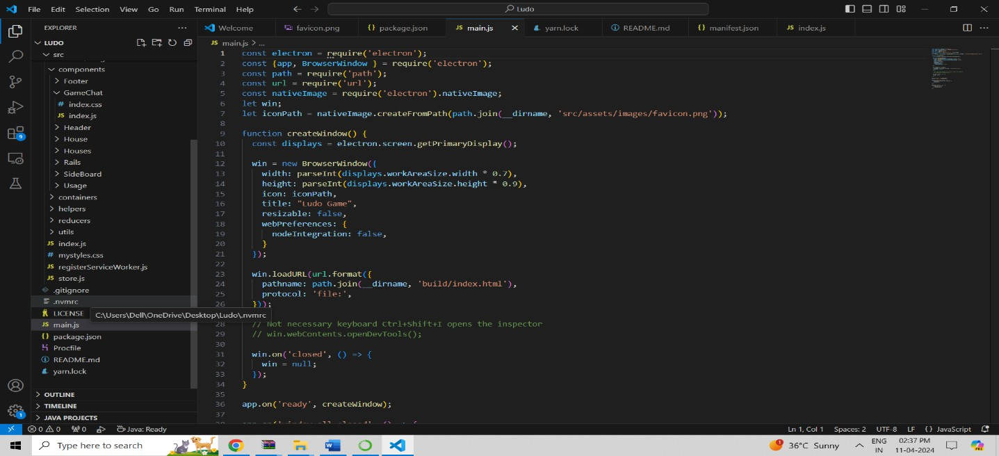 File Edit Selection View Go Run Terminal Help
Ludo
EXPLORER
LUDO
src
components
Footer
GameChat
# index.css
JS index.js
Header
House
Houses
Rails
SideBoard
Usage
containers
helpers
reducers
utils
JS index.js
# mystyles.css
JS registerServiceWorker.js
JS store.js
.gitignore
.nvmrc
LICENSE
C:\Users\Dell\OneDrive\Desktop\Ludo\.nvmrc
JS main.js
{} package.json
Procfile
README.md
yarn.lock
OUTLINE
TIMELINE
JAVA PROJECTS
9
1
Welcome favicon.png {} package.json JS main.js yarn.lock README.md {} manifest.json JS index.js
JS main.js > ...
1 const electron = require('electron');
2 const {app, BrowserWindow } = require('electron');
3 const path = require('path');
4 const url = require('url');
5 const nativeImage = require('electron').nativeImage;
6 let win;
7 let iconPath = nativeImage.createFromPath(path.join(__dirname, 'src/assets/images/favicon.png'));
8
9 function createWindow() {
10 const displays = electron.screen.getPrimaryDisplay();
11
12 win = new BrowserWindow({
13 width: parseInt(displays.workAreaSize.width * 0.7),
14 height: parseInt(displays.workAreaSize.height * 0.9),
15 icon: iconPath,
16 title: "Ludo Game",
17 resizable: false,
18 webPreferences: {
19 nodeIntegration: false,
20 }
21 });
22
23 win.loadURL(url.format({
24 pathname: path.join(__dirname, 'build/index.html'),
25 protocol: 'file:',
26 }));
28 // Not necessary keyboard Ctrl+Shift+I opens the inspector
29 // win.webContents.openDevTools();
30
31 win.on('closed', () => {
32 win = null;
33 });
34 }
35
36 app.on('ready', createWindow);
37
0 0 0 Java: Ready
Ln 1, Col 1 Spaces: 2 UTF-8 LF {} JavaScript
Type here to search
1 36°C Sunny
ENG
IN
02:37 PM
11-04-2024
PRE